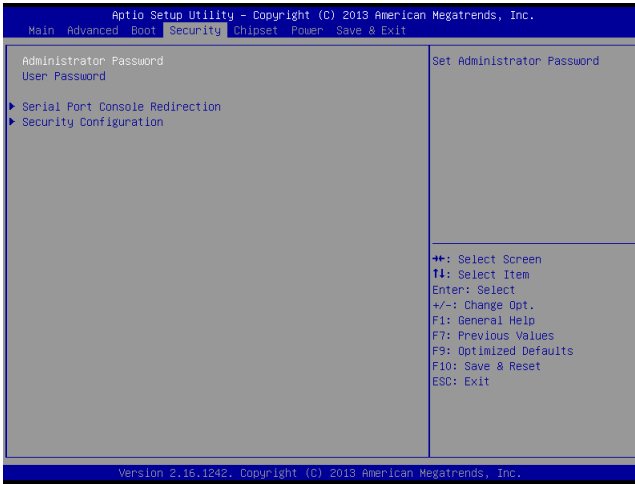 Aptio Setup Utility – Copyright (C) 2013 American Megatrends, Inc.
Main Advanced Boot Security Chipset Power Save & Exit
Administrator Password
User Password
▶ Serial Port Console Redirection
▶ Security Configuration
Set Administrator Password
→←: Select Screen
↑↓: Select Item
Enter: Select
+/-: Change Opt.
F1: General Help
F7: Previous Values
F9: Optimized Defaults
F10: Save & Reset
ESC: Exit
Version 2.16.1242. Copyright (C) 2013 American Megatrends, Inc.